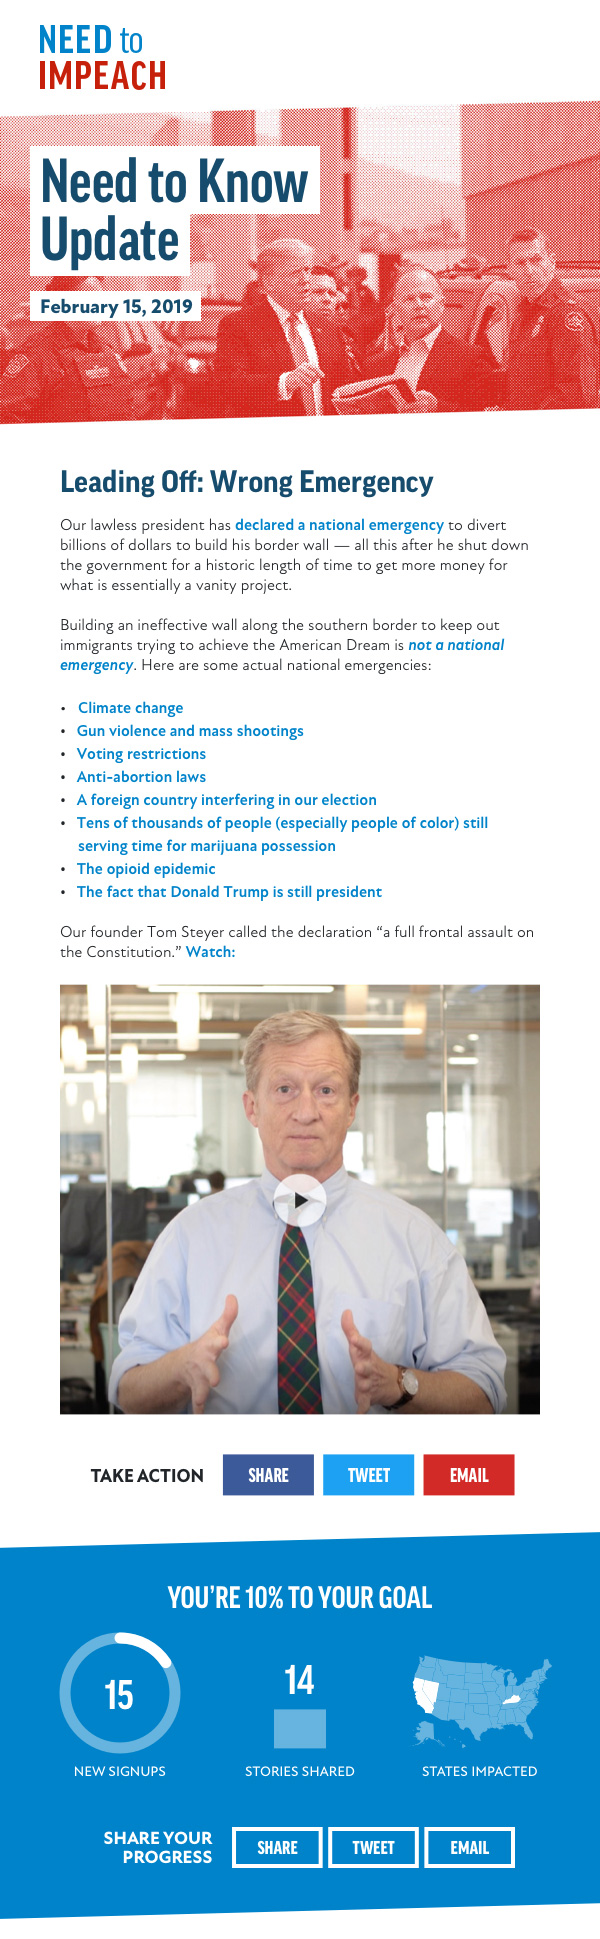 NEED to
IMPEACH
Need to Know
Update
February 15, 2019
Leading Off: Wrong Emergency
Our lawless president has declared a national emergency to divert
billions of dollars to build his border wall — all this after he shut down
the government for a historic length of time to get more money for
what is essentially a vanity project.
Building an ineffective wall along the southern border to keep out
immigrants trying to achieve the American Dream is not a national
emergency. Here are some actual national emergencies:
• Climate change
• Gun violence and mass shootings
• Voting restrictions
• Anti-abortion laws
• A foreign country interfering in our election
• Tens of thousands of people (especially people of color) still
serving time for marijuana possession
• The opioid epidemic
• The fact that Donald Trump is still president
Our founder Tom Steyer called the declaration “a full frontal assault on
the Constitution.” Watch:
TAKE ACTION SHARE TWEET EMAIL
YOU’RE 10% TO YOUR GOAL
15 14
NEW SIGNUPS STORIES SHARED STATES IMPACTED
SHARE YOUR
PROGRESS SHARE TWEET EMAIL